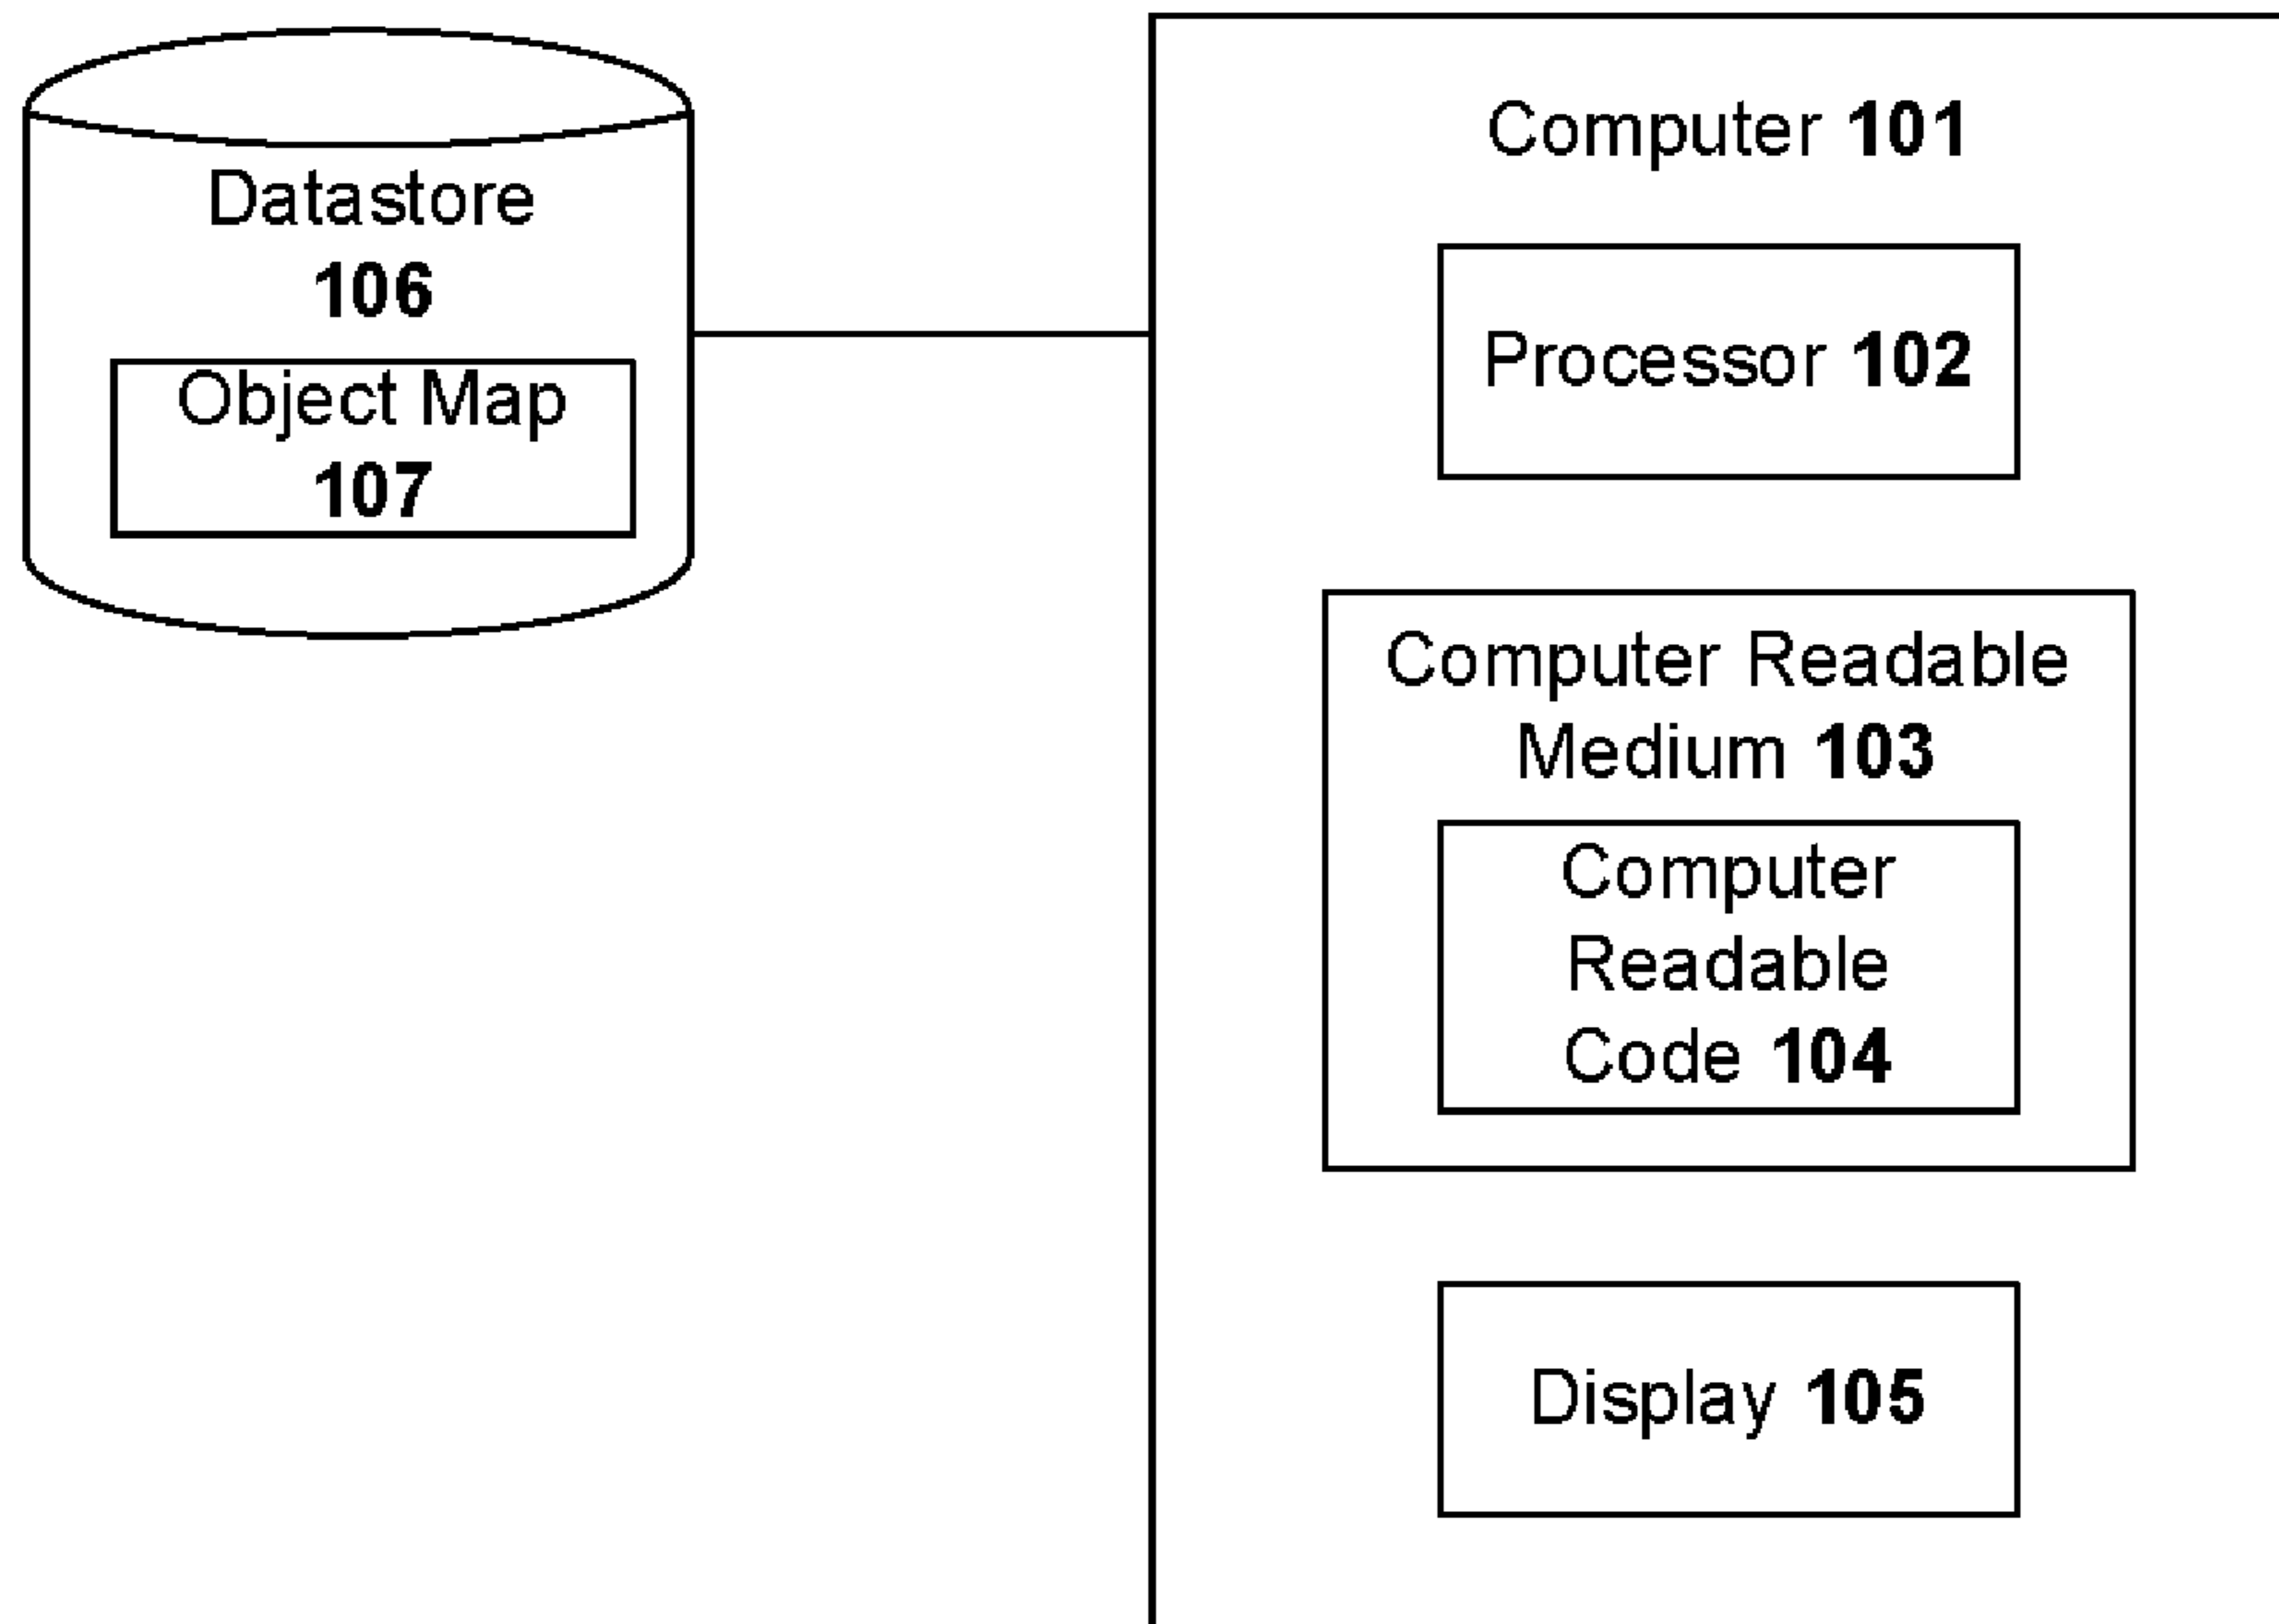 Datastore
106
Object Map
107
Computer 101
Processor 102
Computer Readable
Medium 103
Computer
Readable
Code 104
Display 105